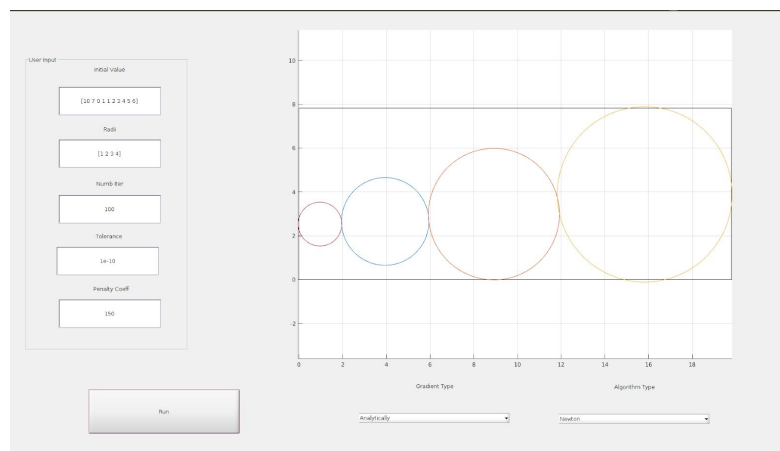 User Input
Initial Value
[10 7 0 1 1 2 3 4 5 6]
Radii
[1 2 3 4]
Numb Iter
100
Tolerance
1e-10
Penalty Coeff
150
Run
10
8
6
4
2
0
-2
0 2 4 6 8 10 12 14 16 18
Gradient Type
Analytically
Algorithm Type
Newton